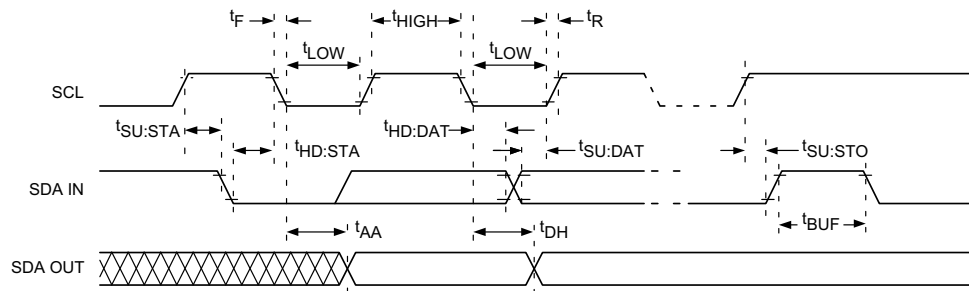 tF tHIGH tR
tLOW tLOW
SCL
tSU:STA tHD:DAT
tHD:STA tSU:DAT tSU:STO
SDA IN
tAA tDH tBUF
SDA OUT